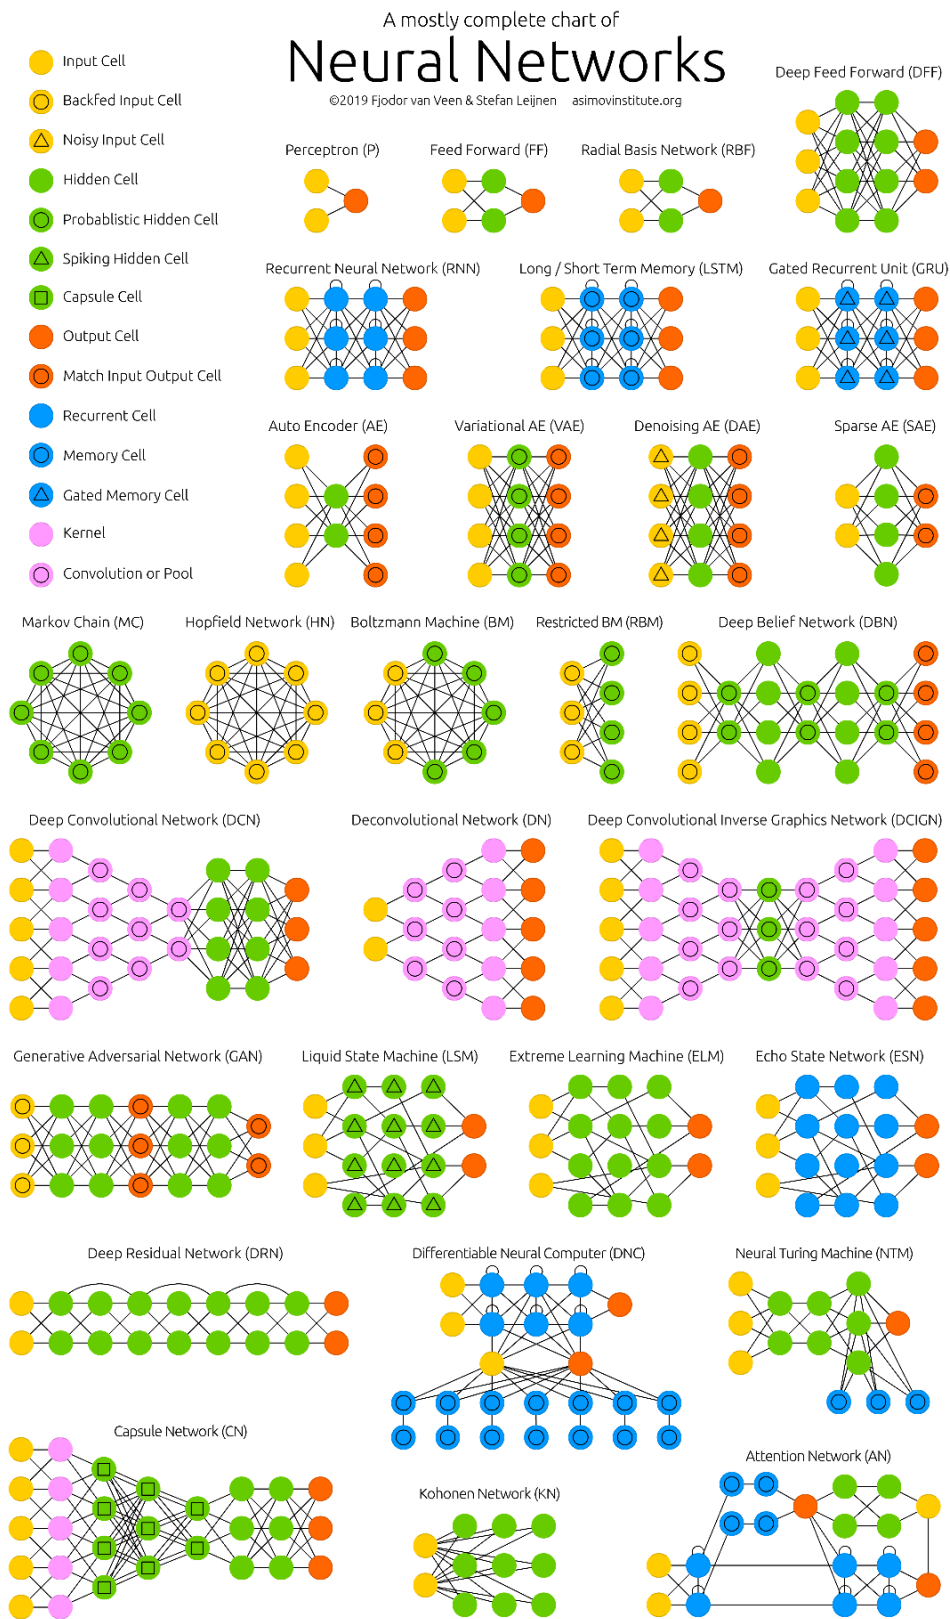 A mostly complete chart of
Neural Networks
©2019 Fjodor van Veen & Stefan Leijnen asimovinstitute.org
Input Cell
Backfed Input Cell
Noisy Input Cell
Hidden Cell
Probablistic Hidden Cell
Spiking Hidden Cell
Capsule Cell
Output Cell
Match Input Output Cell
Recurrent Cell
Memory Cell
Gated Memory Cell
Kernel
Convolution or Pool
Deep Feed Forward (DFF)
Perceptron (P)
Feed Forward (FF)
Radial Basis Network (RBF)
Recurrent Neural Network (RNN)
Long / Short Term Memory (LSTM)
Gated Recurrent Unit (GRU)
Auto Encoder (AE)
Variational AE (VAE)
Denoising AE (DAE)
Sparse AE (SAE)
Markov Chain (MC)
Hopfield Network (HN)
Boltzmann Machine (BM)
Restricted BM (RBM)
Deep Belief Network (DBN)
Deep Convolutional Network (DCN)
Deconvolutional Network (DN)
Deep Convolutional Inverse Graphics Network (DCIGN)
Generative Adversarial Network (GAN)
Liquid State Machine (LSM)
Extreme Learning Machine (ELM)
Echo State Network (ESN)
Deep Residual Network (DRN)
Differentiable Neural Computer (DNC)
Neural Turing Machine (NTM)
Capsule Network (CN)
Kohonen Network (KN)
Attention Network (AN)